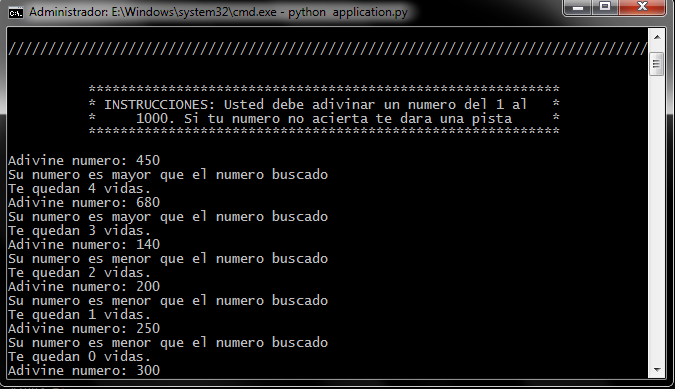 Administrador: E:\Windows\system32\cmd.exe - python  application.py
////////////////////////////////////////////////////////////////////////////////
***********************************************************
* INSTRUCCIONES: Usted debe adivinar un numero del 1 al   *
*     1000. Si tu numero no acierta te dara una pista     *
***********************************************************
Adivine numero: 450
Su numero es mayor que el numero buscado
Te quedan 4 vidas.
Adivine numero: 680
Su numero es mayor que el numero buscado
Te quedan 3 vidas.
Adivine numero: 140
Su numero es menor que el numero buscado
Te quedan 2 vidas.
Adivine numero: 200
Su numero es menor que el numero buscado
Te quedan 1 vidas.
Adivine numero: 250
Su numero es menor que el numero buscado
Te quedan 0 vidas.
Adivine numero: 300